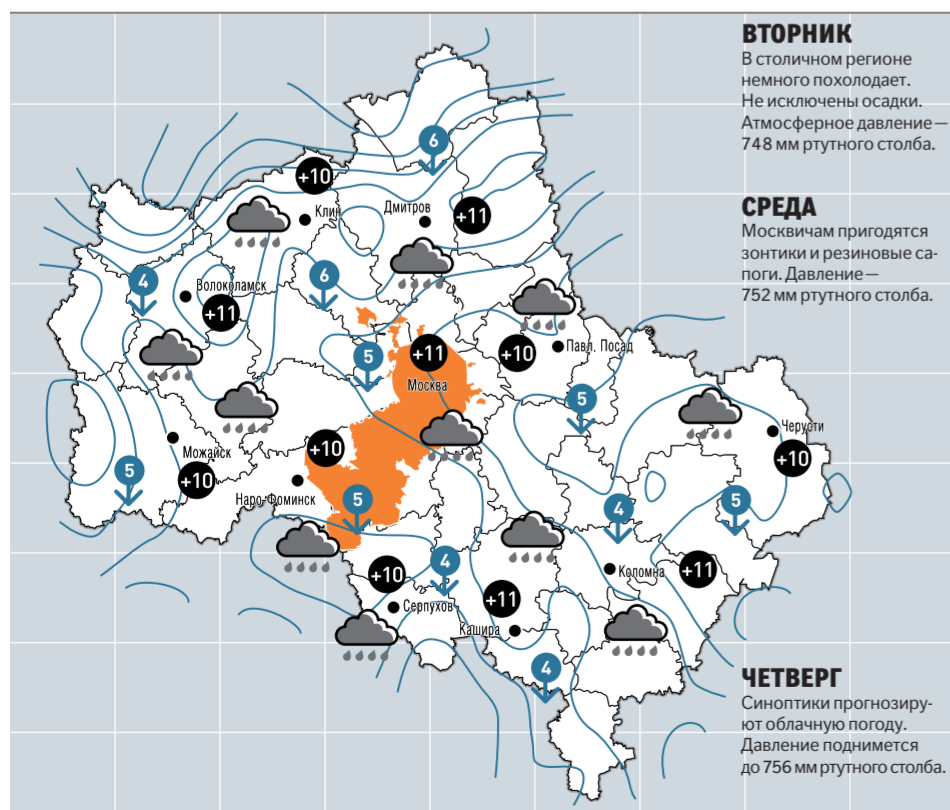 ВТОРНИК
В столичном регионе
немного похолодает.
Не исключены осадки.
Атмосферное давление —
748 мм ртутного столба.
СРЕДА
Москвичам пригодятся
зонтики и резиновые са-
поги. Давление —
752 мм ртутного столба.
ЧЕТВЕРГ
Синоптики прогнозиру-
ют облачную погоду.
Давление поднимется
до 756 мм ртутного столба.
6
+10
Клин
Дмитров
+11
4
Волоколамск
+11
6
5
+11
Москва
+10
Павл. Посад
5
Черусти
+10
Можайск
+10
5
+10
Наро-Фоминск
5
4
5
+10
Серпухов
4
+11
Кашира
Коломна
+11
4